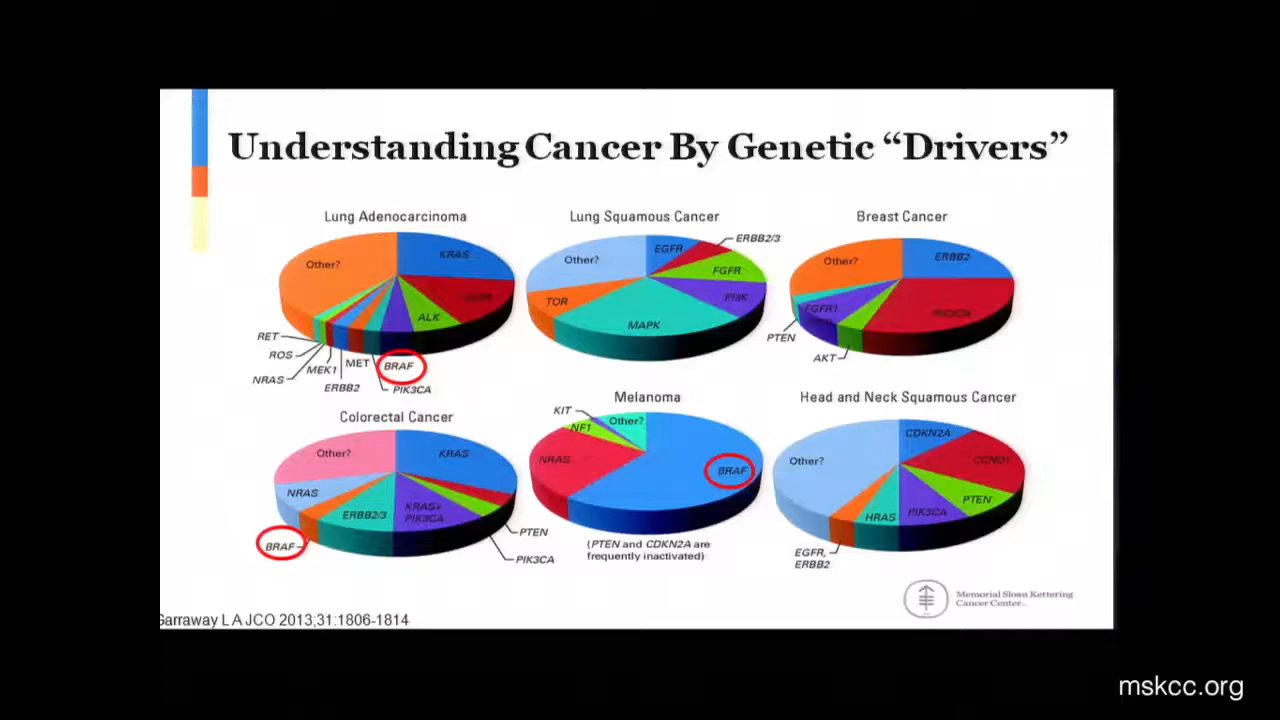 Understanding Cancer By Genetic “Drivers”
Lung Adenocarcinoma
KRAS
ALK
PIK3CA
BRAF
MET
ERBB2
MEK1
NRAS
ROS
RET
Other?
Lung Squamous Cancer
EGFR
ERBB2/3
FGFR
PI3K
MAPK
TOR
Other?
Breast Cancer
ERBB2
AKT
FGFR1
PTEN
Other?
Colorectal Cancer
KRAS
PTEN
PIK3CA
KRAS+
PIK3CA
ERBB2/3
BRAF
NRAS
Other?
Melanoma
BRAF
NRAS
NF1
KIT
Other?
(PTEN and CDKN2A are
frequently inactivated)
Head and Neck Squamous Cancer
CDKN2A
CCND1
PTEN
PIK3CA
HRAS
EGFR,
ERBB2
Other?
Memorial Sloan Kettering
Cancer Center
Garraway L A JCO 2013;31:1806-1814
mskcc.org